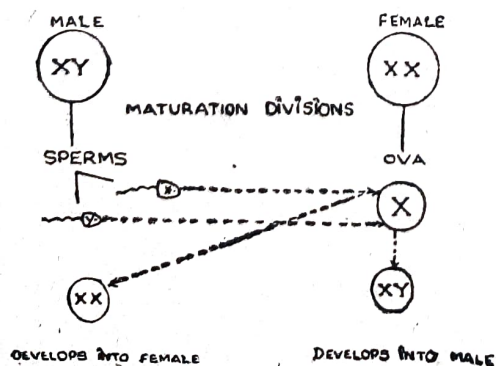 MALE
FEMALE
XY
XX
MATURATION DIVISIONS
SPERMS
OVA
X
X
Y
XX
XY
DEVELOPS INTO FEMALE
DEVELOPS INTO MALE